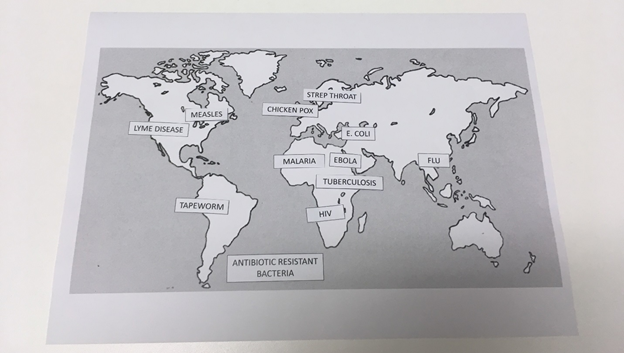 STREP THROAT
CHICKEN POX
MEASLES
LYME DISEASE
E. COLI
MALARIA
EBOLA
FLU
TUBERCULOSIS
TAPEWORM
HIV
ANTIBIOTIC RESISTANT
BACTERIA